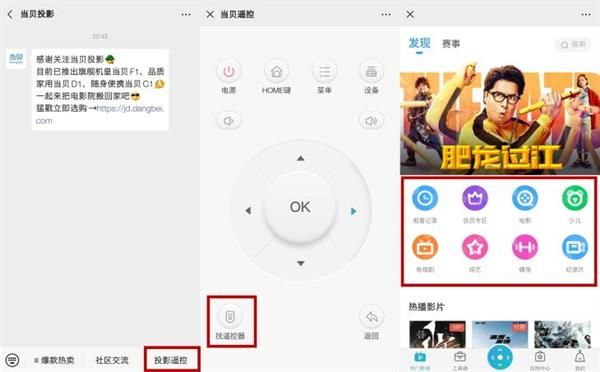 当贝投影
22:43
当贝
感谢关注当贝投影
目前已推出旗舰机皇当贝F1、品质
家用当贝D1、随身便携当贝C1
一起来把电影院搬回家吧
猛戳立即选购→https://jd.dangbei.
com
爆款热卖
社区交流
投影遥控
当贝遥控
电源
HOME键
菜单
设备
OK
找遥控器
返回
发现
赛事
搜索
肥龙过江
观看记录
会员专区
电影
少儿
电视剧
综艺
健身
纪录片
热播影片
VIP
热门影视
工具箱
应用中心
我的